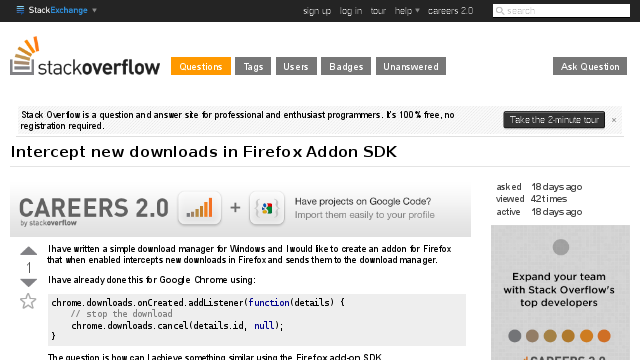 StackExchange
sign up log in tour help careers 2.0
search
stackoverflow
Questions Tags Users Badges Unanswered Ask Question
Stack Overflow is a question and answer site for professional and enthusiast programmers. It's 100% free, no
registration required.
Take the 2-minute tour ×
Intercept new downloads in Firefox Addon SDK
CAREERS 2.0
by stackoverflow
+
g
Have projects on Google Code?
Import them easily to your profile
asked 18 days ago
viewed 42 times
active 18 days ago
1
I have written a simple download manager for Windows and I would like to create an addon for Firefox
that when enabled intercepts new downloads in Firefox and sends them to the download manager.
I have already done this for Google Chrome using:
chrome.downloads.onCreated.addListener(function(details) {
// stop the download
chrome.downloads.cancel(details.id, null);
}
The question is how can I achieve something similar using the Firefox add-on SDK.
Expand your team
with Stack Overflow's
top developers
CAREERS 2.0